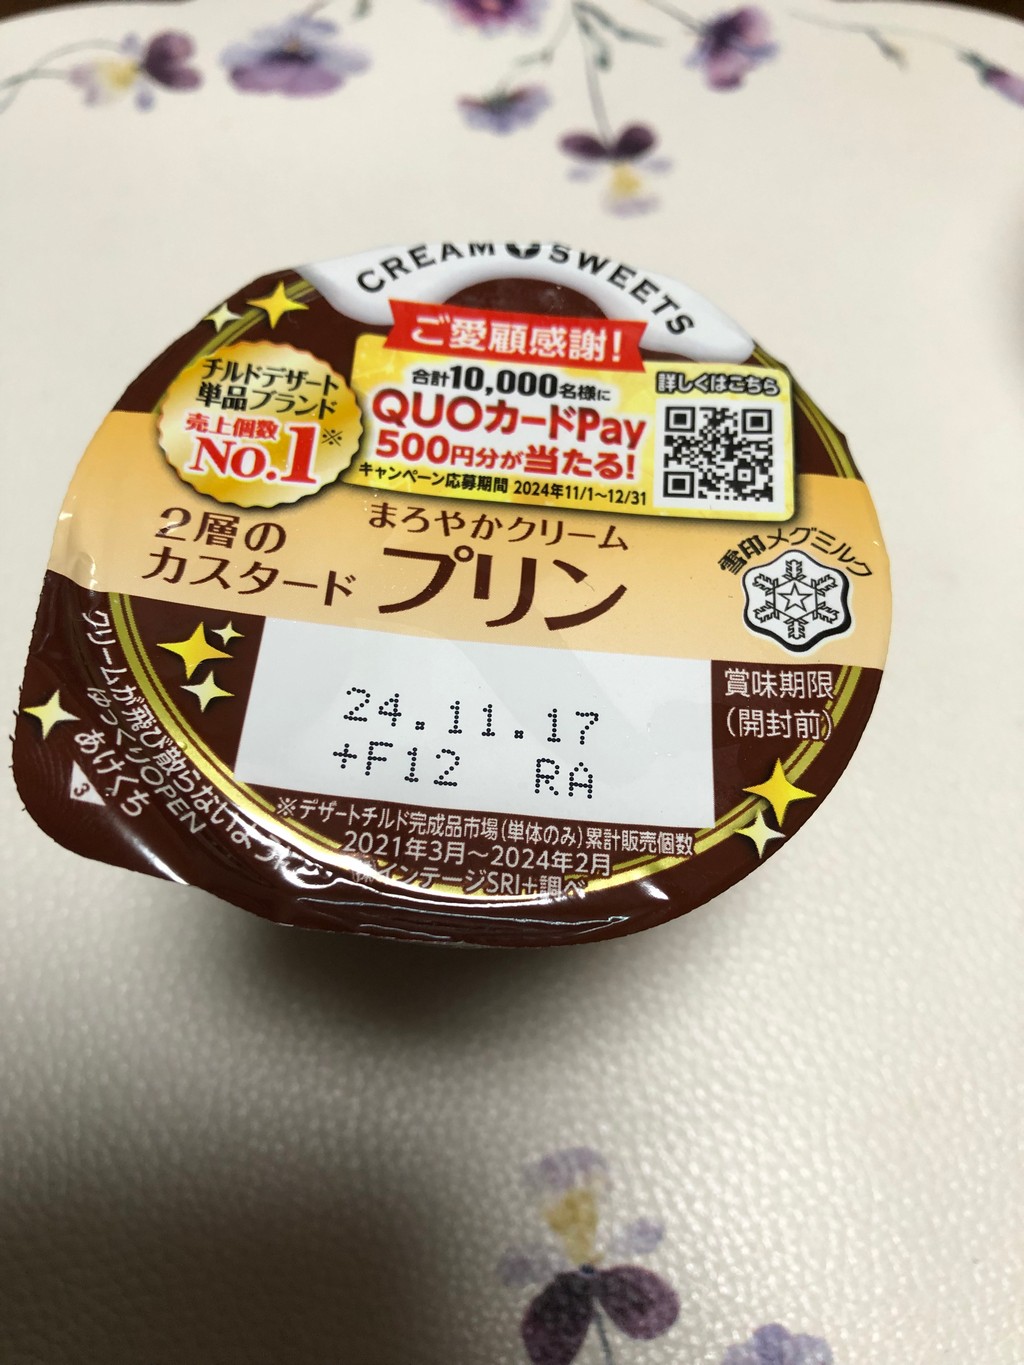 CREAM SWEETS
ご愛顧感謝!
チルドデザート
単品ブランド
売上個数
No.1※
合計10,000名様に
QUOカードPay
500円分が当たる!
キャンペーン応募期間 2024年11/1~12/31
詳しくはこちら
2層の
カスタード
まろやかクリーム
プリン
雪印メグミルク
24.11.17
+F12 RA
賞味期限
(開封前)
クリームが飛び散らないように
ゆっくりOPEN
あけくち
3
※デザートチルド完成品市場(単体のみ)累計販売個数
2021年3月~2024年2月
㈱インテージSRI+調べ